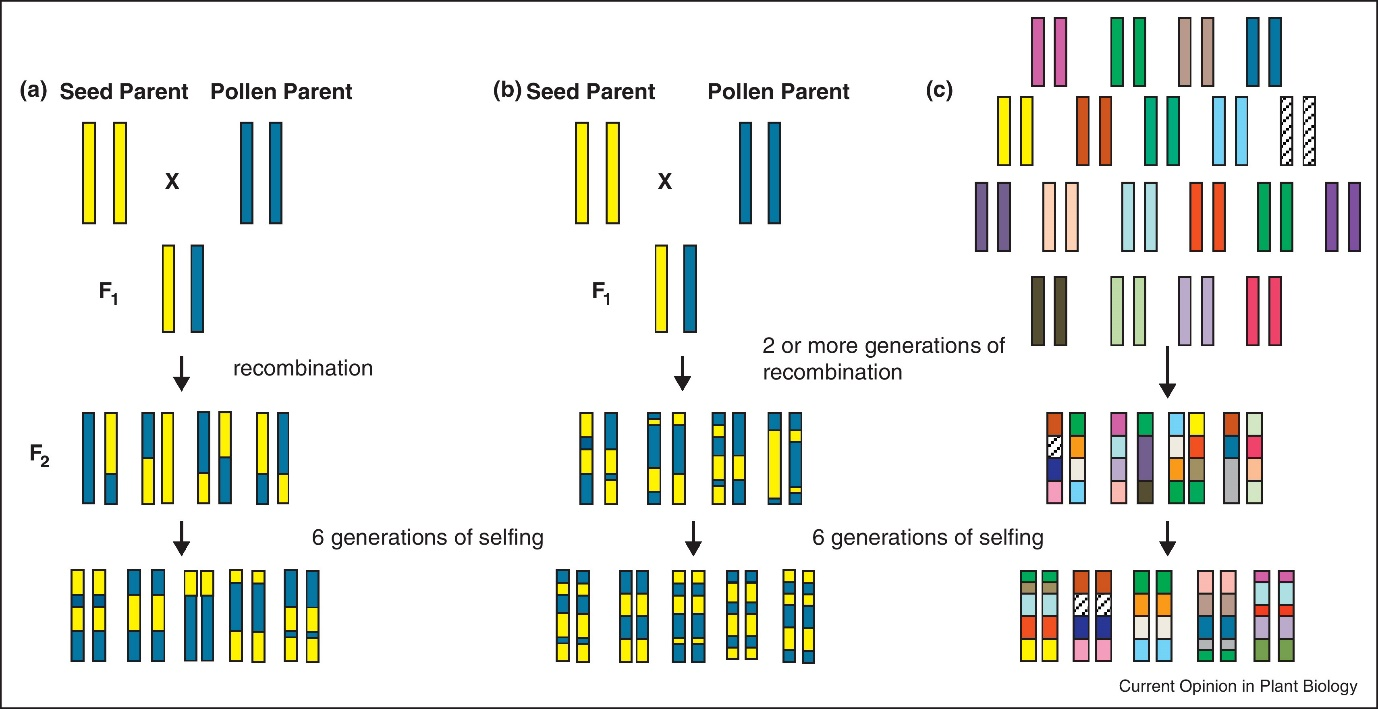 (a) Seed Parent Pollen Parent
X
F1
recombination
F2
6 generations of selfing
(b) Seed Parent Pollen Parent
X
F1
2 or more generations of
recombination
6 generations of selfing
(c)
Current Opinion in Plant Biology